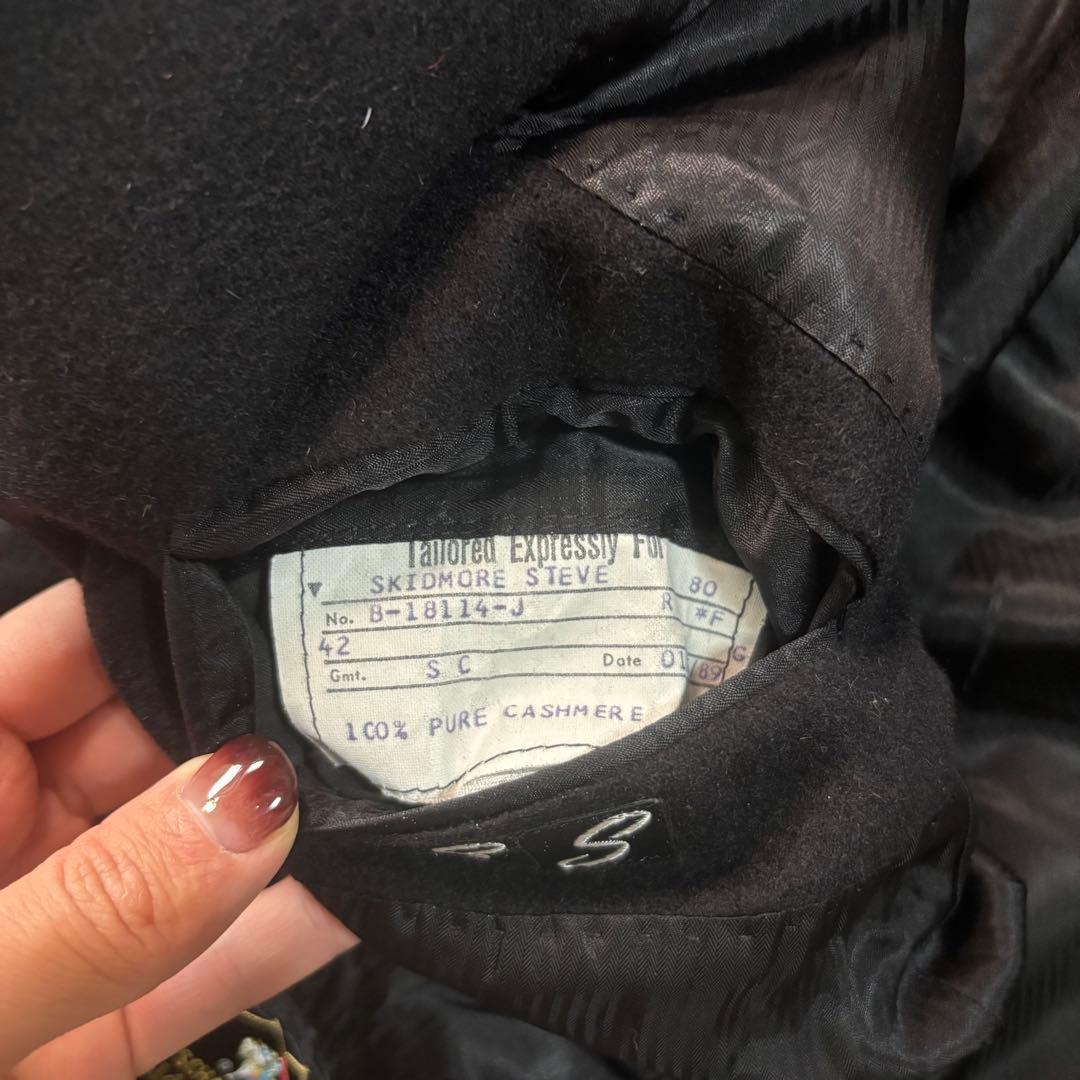 Tailored Expressly For
SKIDMORE STEVE 80
No. B-18114-J R *F
42 G
Gmt. S C Date 01/89
100% PURE CASHMERE
S